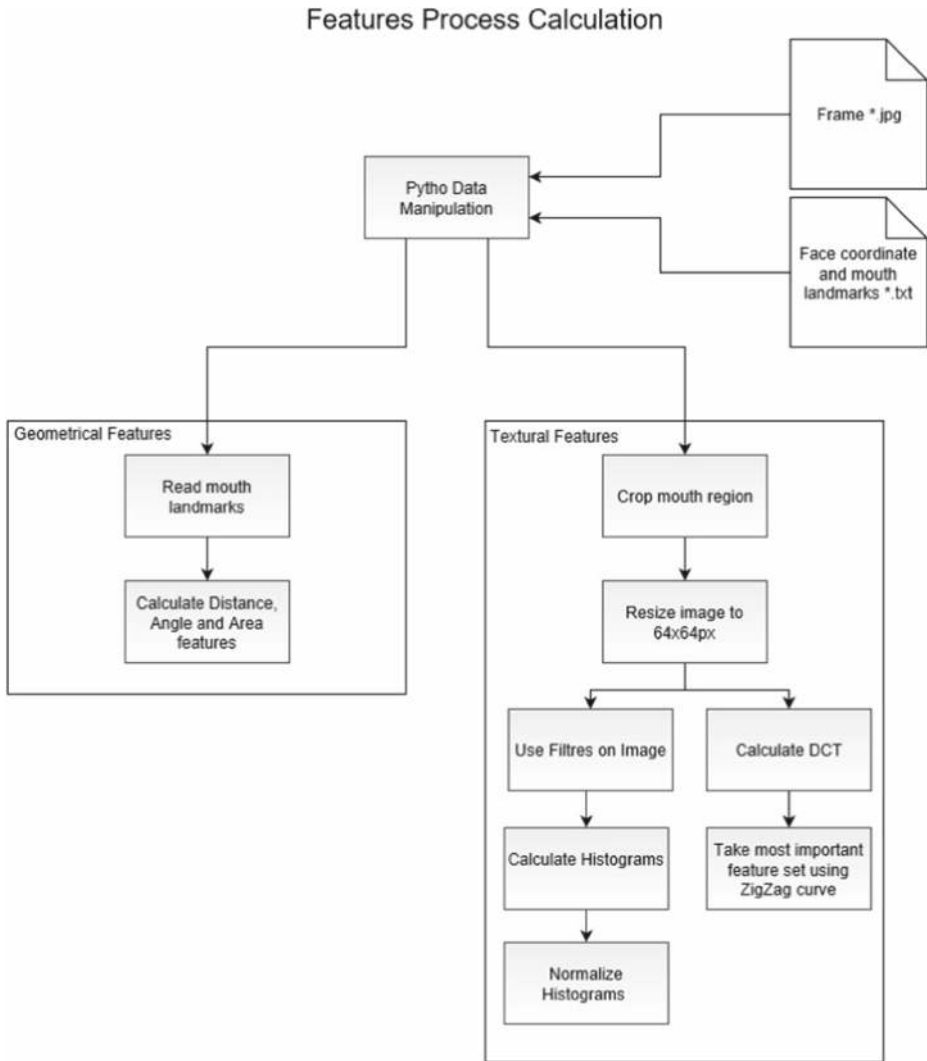 Features Process Calculation
Frame *.jpg
Pytho Data
Manipulation
Face coordinate
and mouth
landmarks *.txt
Geometrical Features
Read mouth
landmarks
Calculate Distance,
Angle and Area
features
Textural Features
Crop mouth region
Resize image to
64x64px
Use Filtres on Image
Calculate Histograms
Normalize
Histograms
Calculate DCT
Take most important
feature set using
ZigZag curve